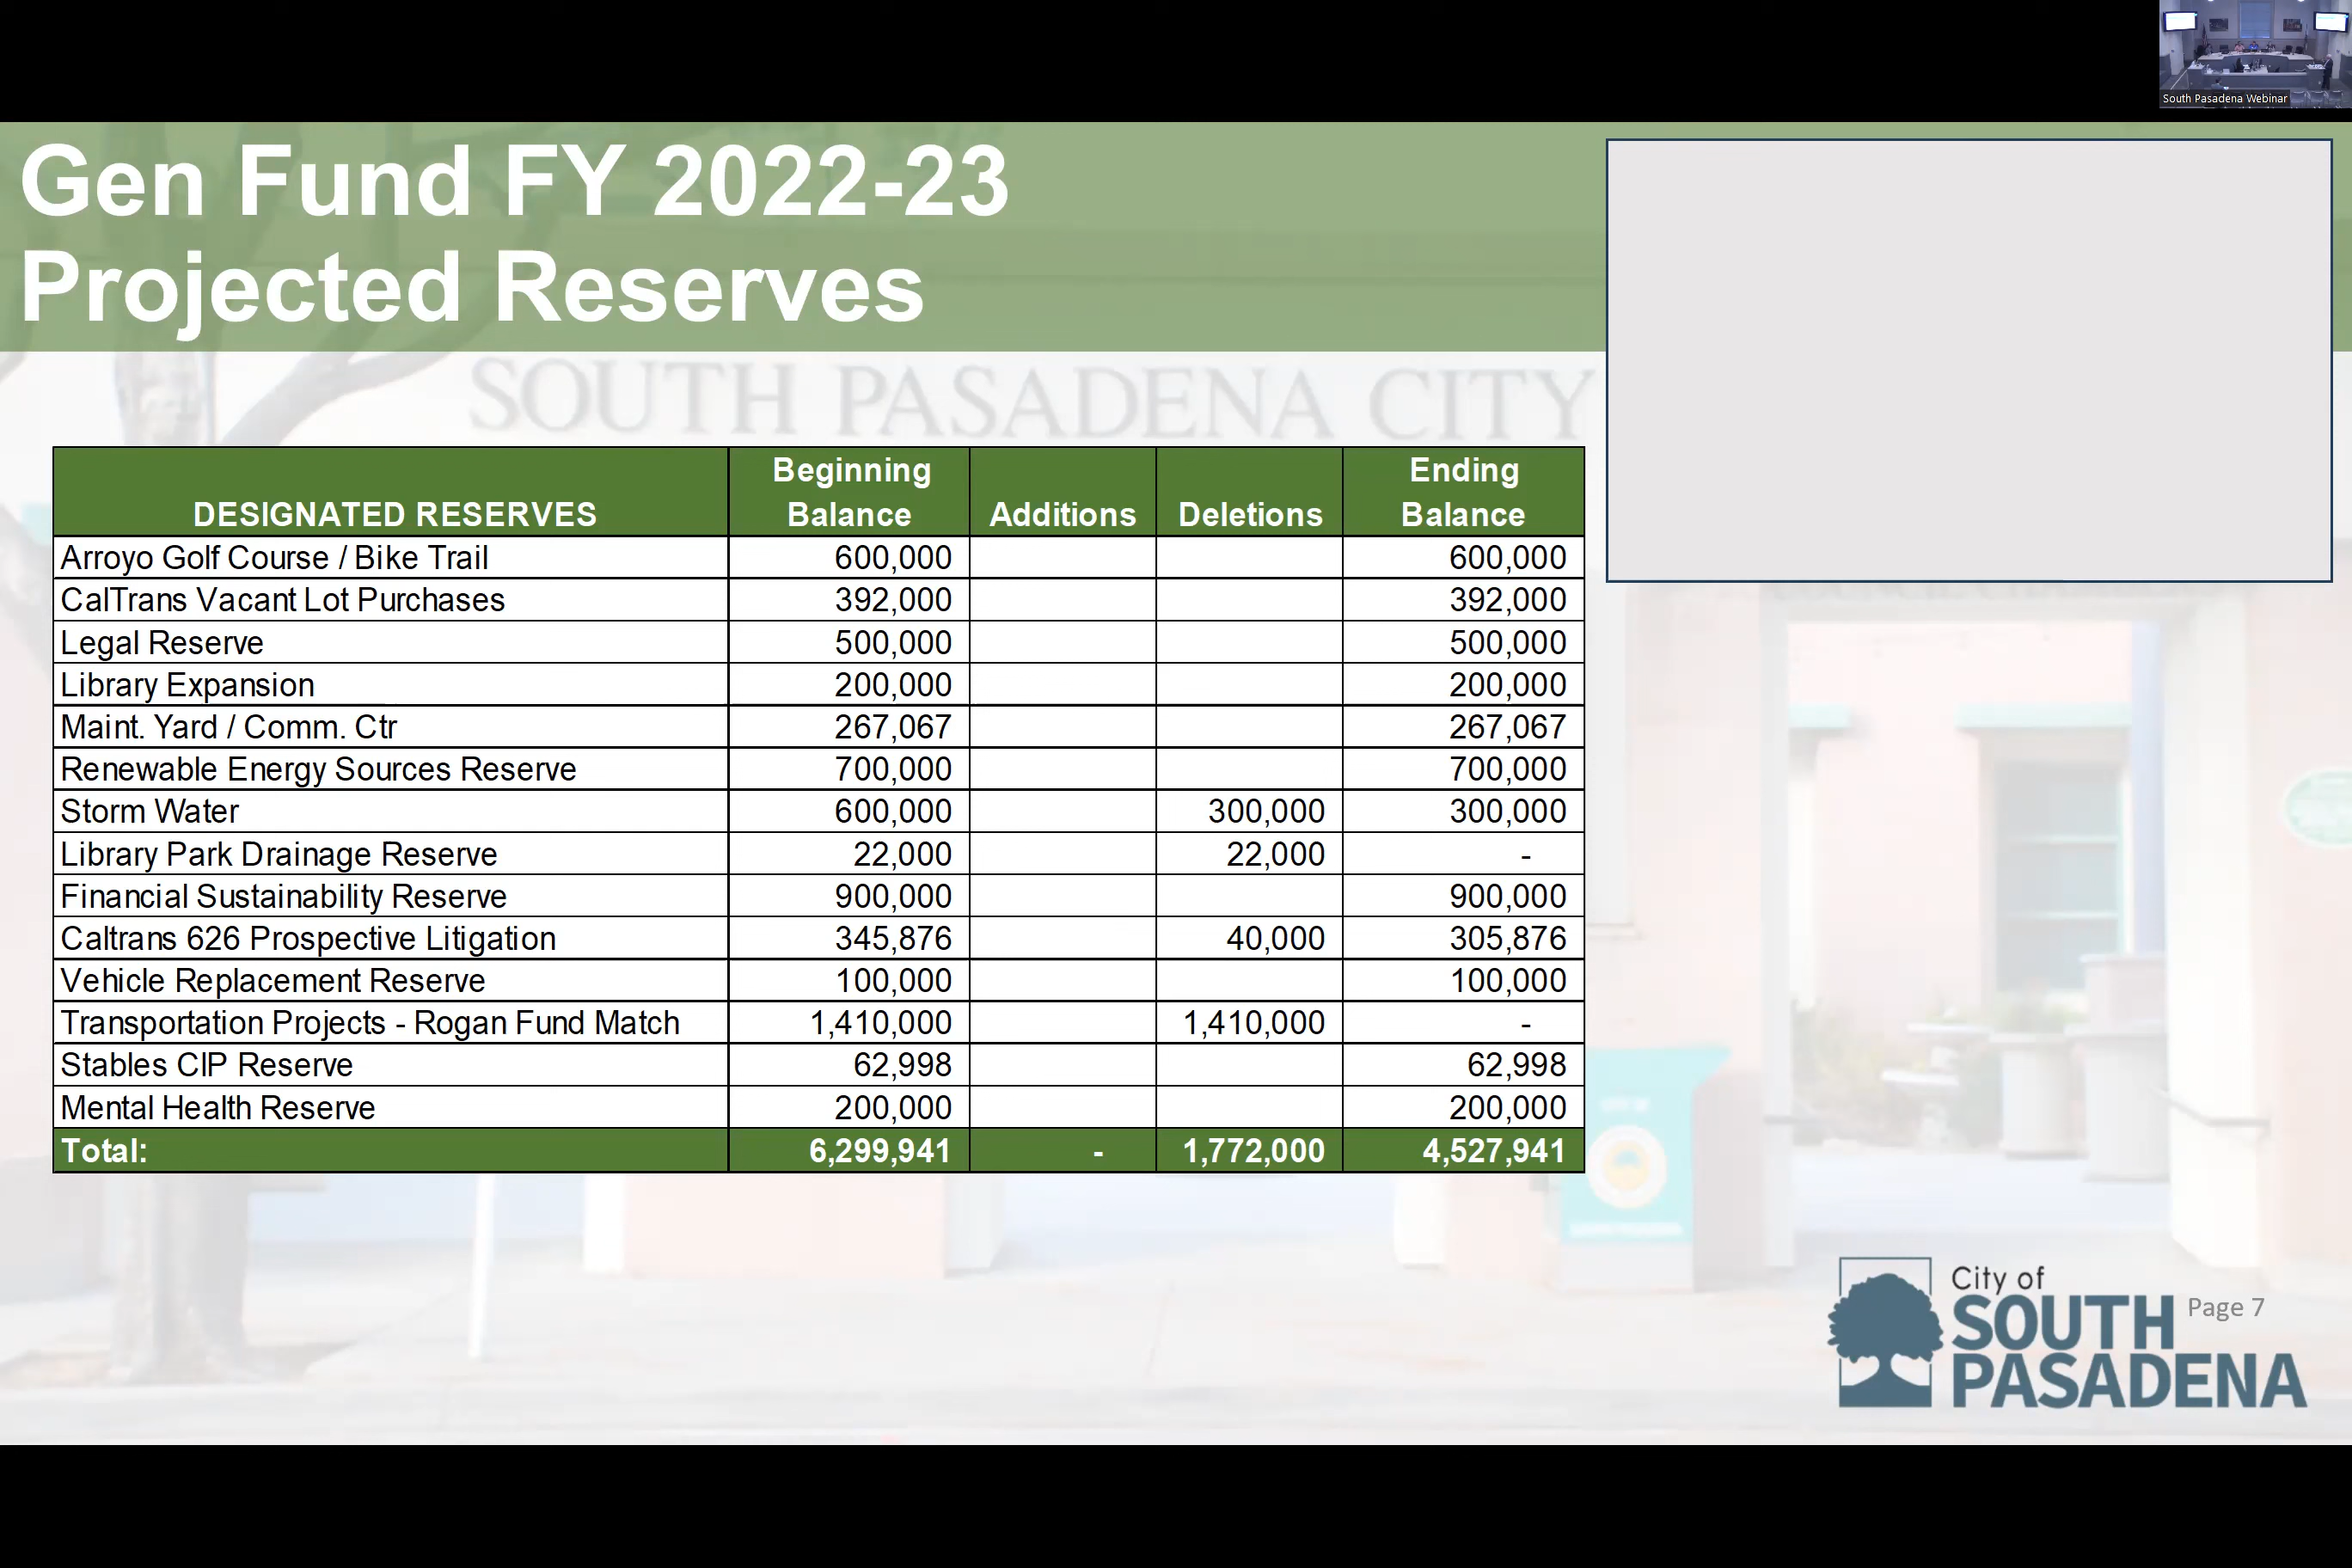 South Pasadena Webinar
Gen Fund FY 2022-23
Projected Reserves
SOUTH PASADENA CITY
DESIGNATED RESERVES Beginning Balance Additions Deletions Ending Balance
Arroyo Golf Course / Bike Trail 600,000 600,000
CalTrans Vacant Lot Purchases 392,000 392,000
Legal Reserve 500,000 500,000
Library Expansion 200,000 200,000
Maint. Yard / Comm. Ctr 267,067 267,067
Renewable Energy Sources Reserve 700,000 700,000
Storm Water 600,000 300,000 300,000
Library Park Drainage Reserve 22,000 22,000 -
Financial Sustainability Reserve 900,000 900,000
Caltrans 626 Prospective Litigation 345,876 40,000 305,876
Vehicle Replacement Reserve 100,000 100,000
Transportation Projects - Rogan Fund Match 1,410,000 1,410,000 -
Stables CIP Reserve 62,998 62,998
Mental Health Reserve 200,000 200,000
Total: 6,299,941 - 1,772,000 4,527,941
City of
SOUTH
PASADENA
Page 7